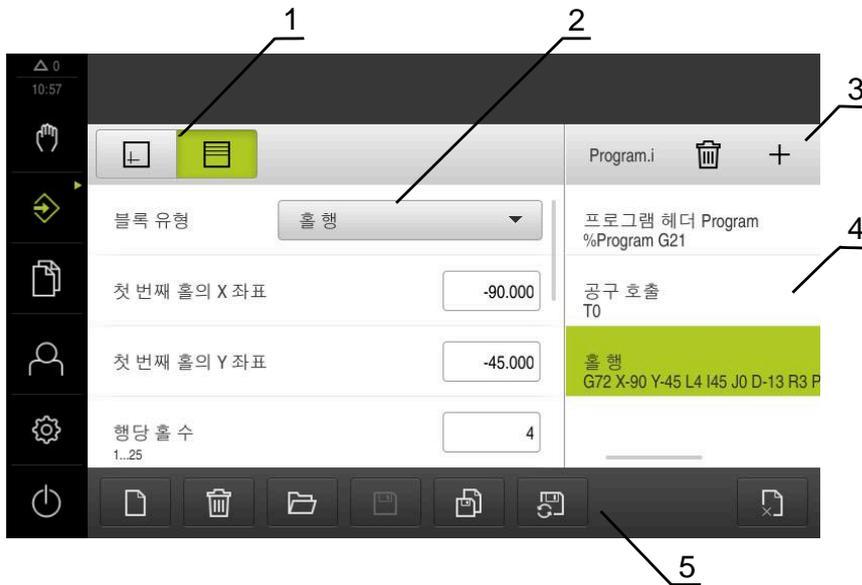 1
2
3
4
5
0
10:57
Program.i
블록 유형
홀 행
첫 번째 홀의 X 좌표
-90.000
첫 번째 홀의 Y 좌표
-45.000
행당 홀 수
1...25
4
프로그램 헤더 Program
%Program G21
공구 호출
T0
홀 행
G72 X-90 Y-45 L4 I45 J0 D-13 R3 P